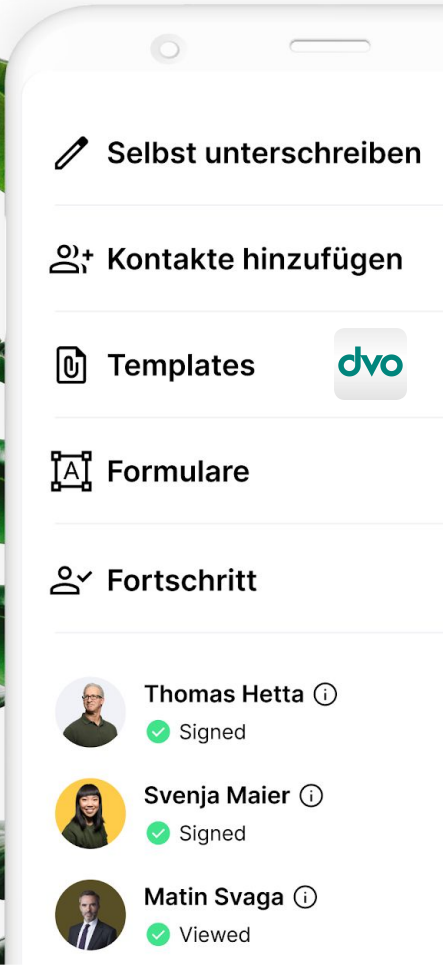 Selbst unterschreiben
Kontakte hinzufügen
Templates
dvo
A Formulare
Fortschritt
Thomas Hetta
Signed
Svenja Maier
Signed
Matin Svaga
Viewed